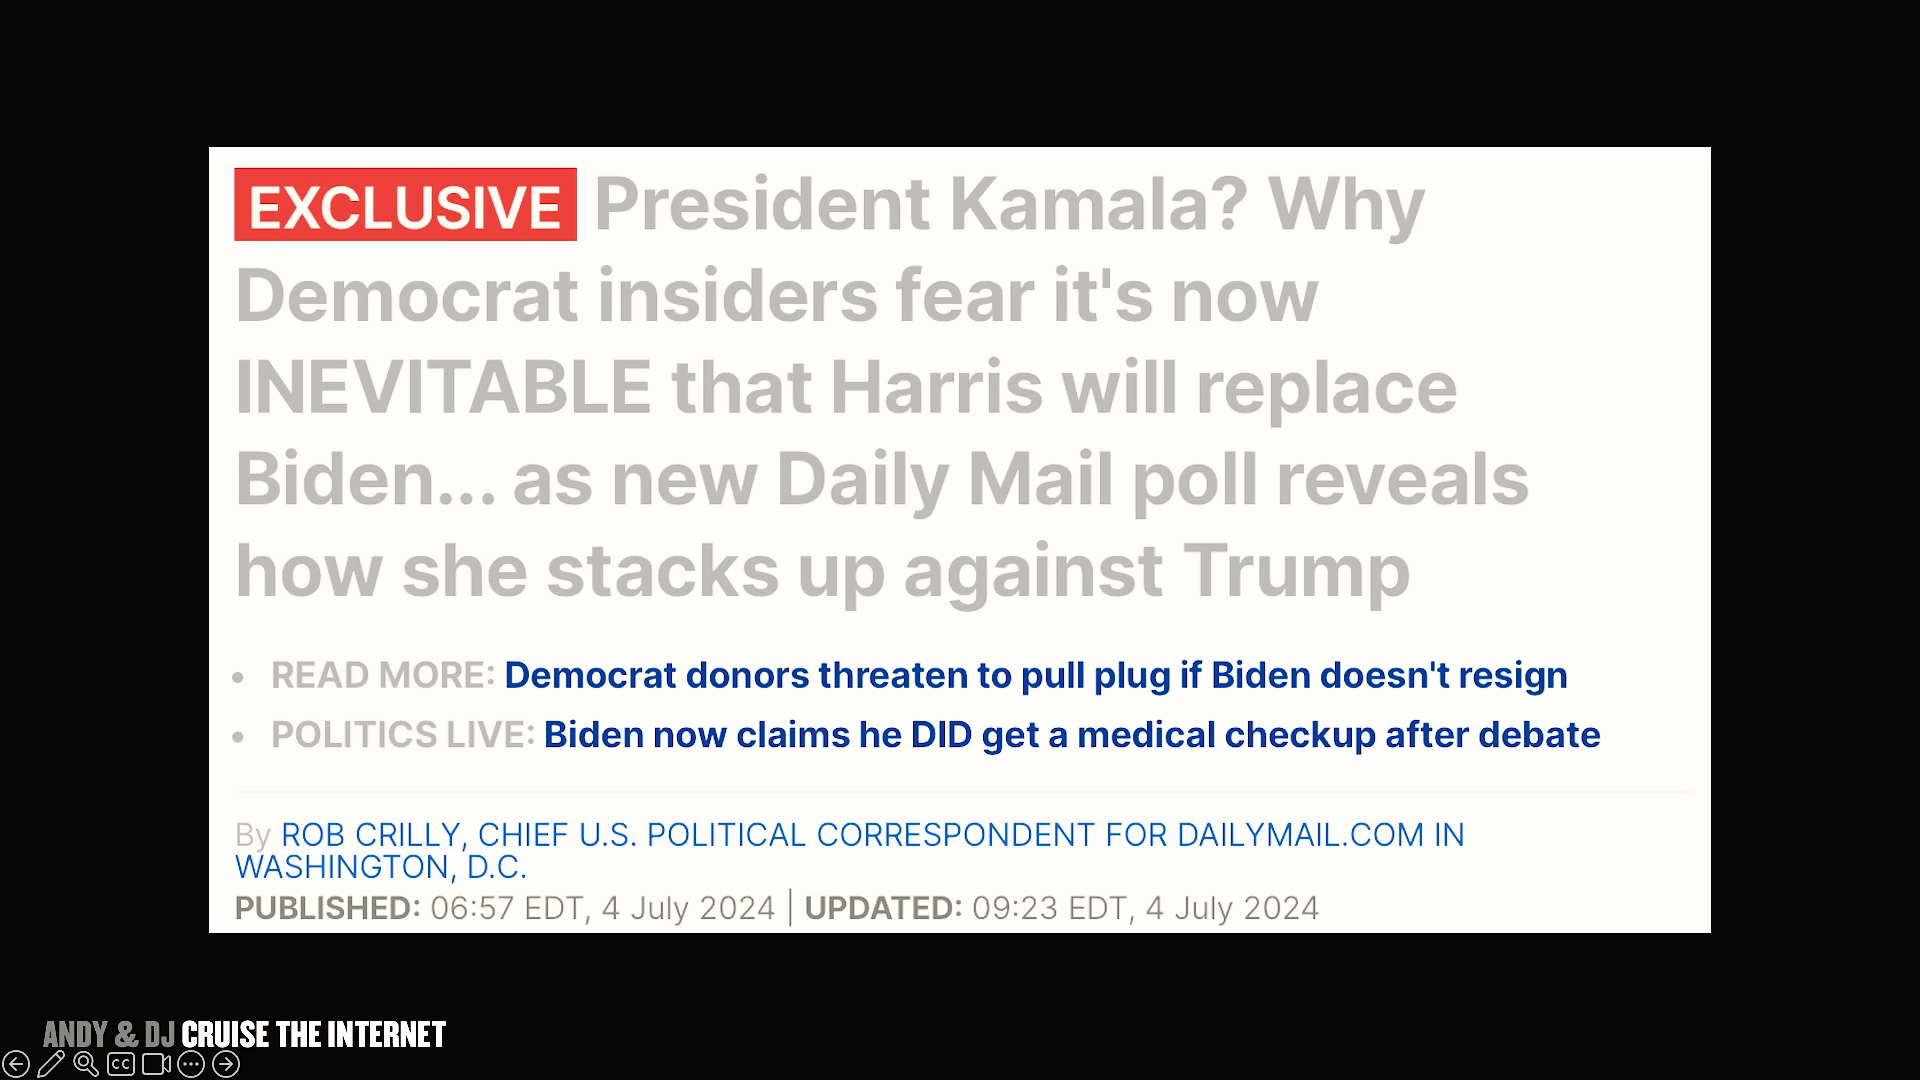 EXCLUSIVE President Kamala? Why
Democrat insiders fear it's now
INEVITABLE that Harris will replace
Biden... as new Daily Mail poll reveals
how she stacks up against Trump
• READ MORE: Democrat donors threaten to pull plug if Biden doesn't resign
• POLITICS LIVE: Biden now claims he DID get a medical checkup after debate
By ROB CRILLY, CHIEF U.S. POLITICAL CORRESPONDENT FOR DAILYMAIL.COM IN
WASHINGTON, D.C.
PUBLISHED: 06:57 EDT, 4 July 2024 | UPDATED: 09:23 EDT, 4 July 2024
ANDY & DJ CRUISE THE INTERNET
CC